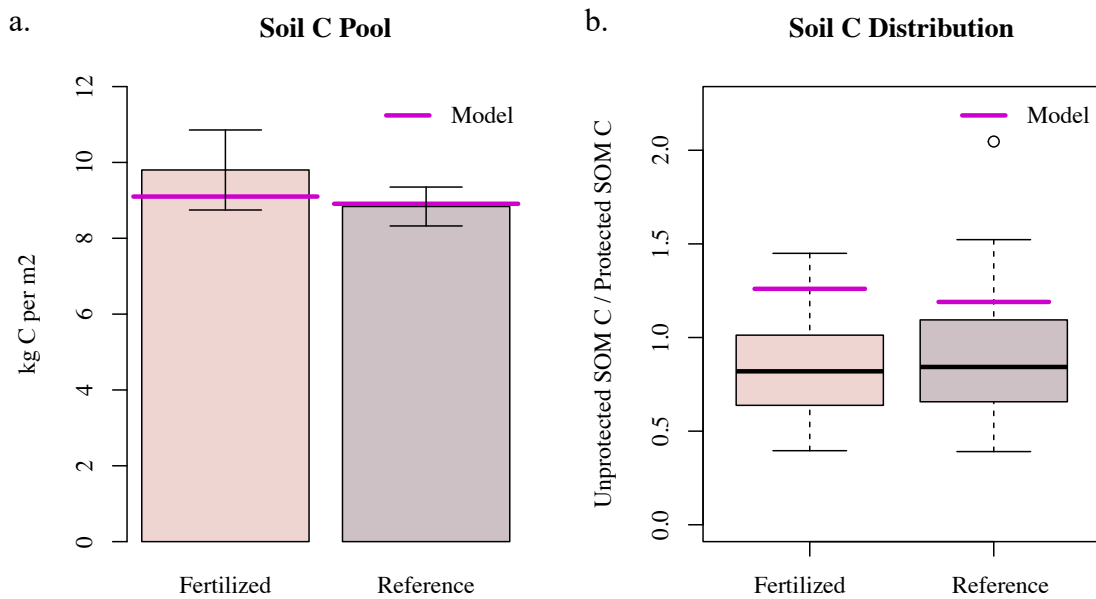 a.
Soil C Pool
kg C per m2
12
10
8
6
4
2
0
Model
Fertilized
Reference
b.
Soil C Distribution
Unprotected SOM C / Protected SOM C
2.0
1.5
1.0
0.5
0.0
Model
Fertilized
Reference